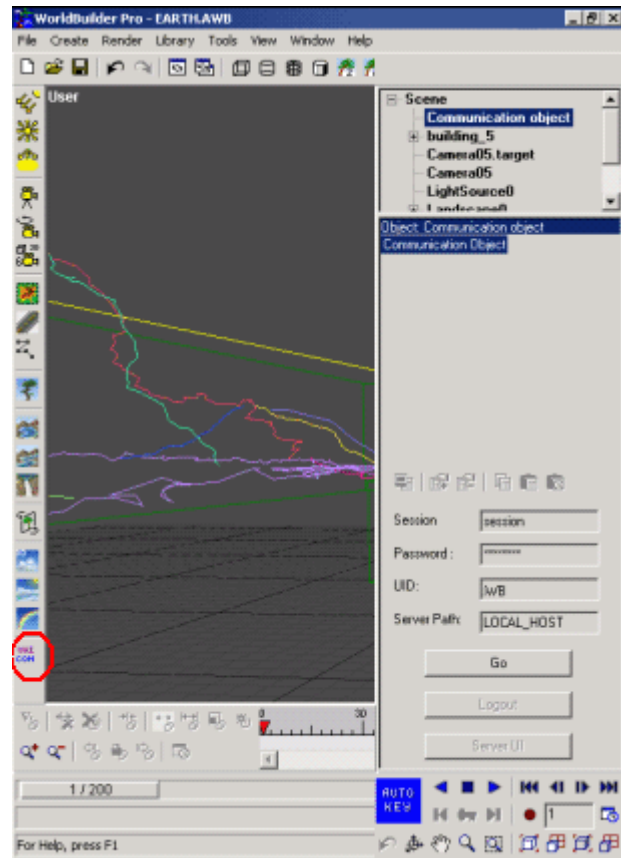 WorldBuilder Pro - EARTH.AWB
File Create Render Library Tools View Window Help
User
Scene
Communication object
building_5
Camera05.target
Camera05
LightSource0
Landscape0
Object: Communication object
Communication Object
Session session
Password : ********
UID: WB
Server Path: LOCAL_HOST
Go
Logout
Server UI
COM
0 30
1 / 200
AUTO KEY
1
For Help, press F1